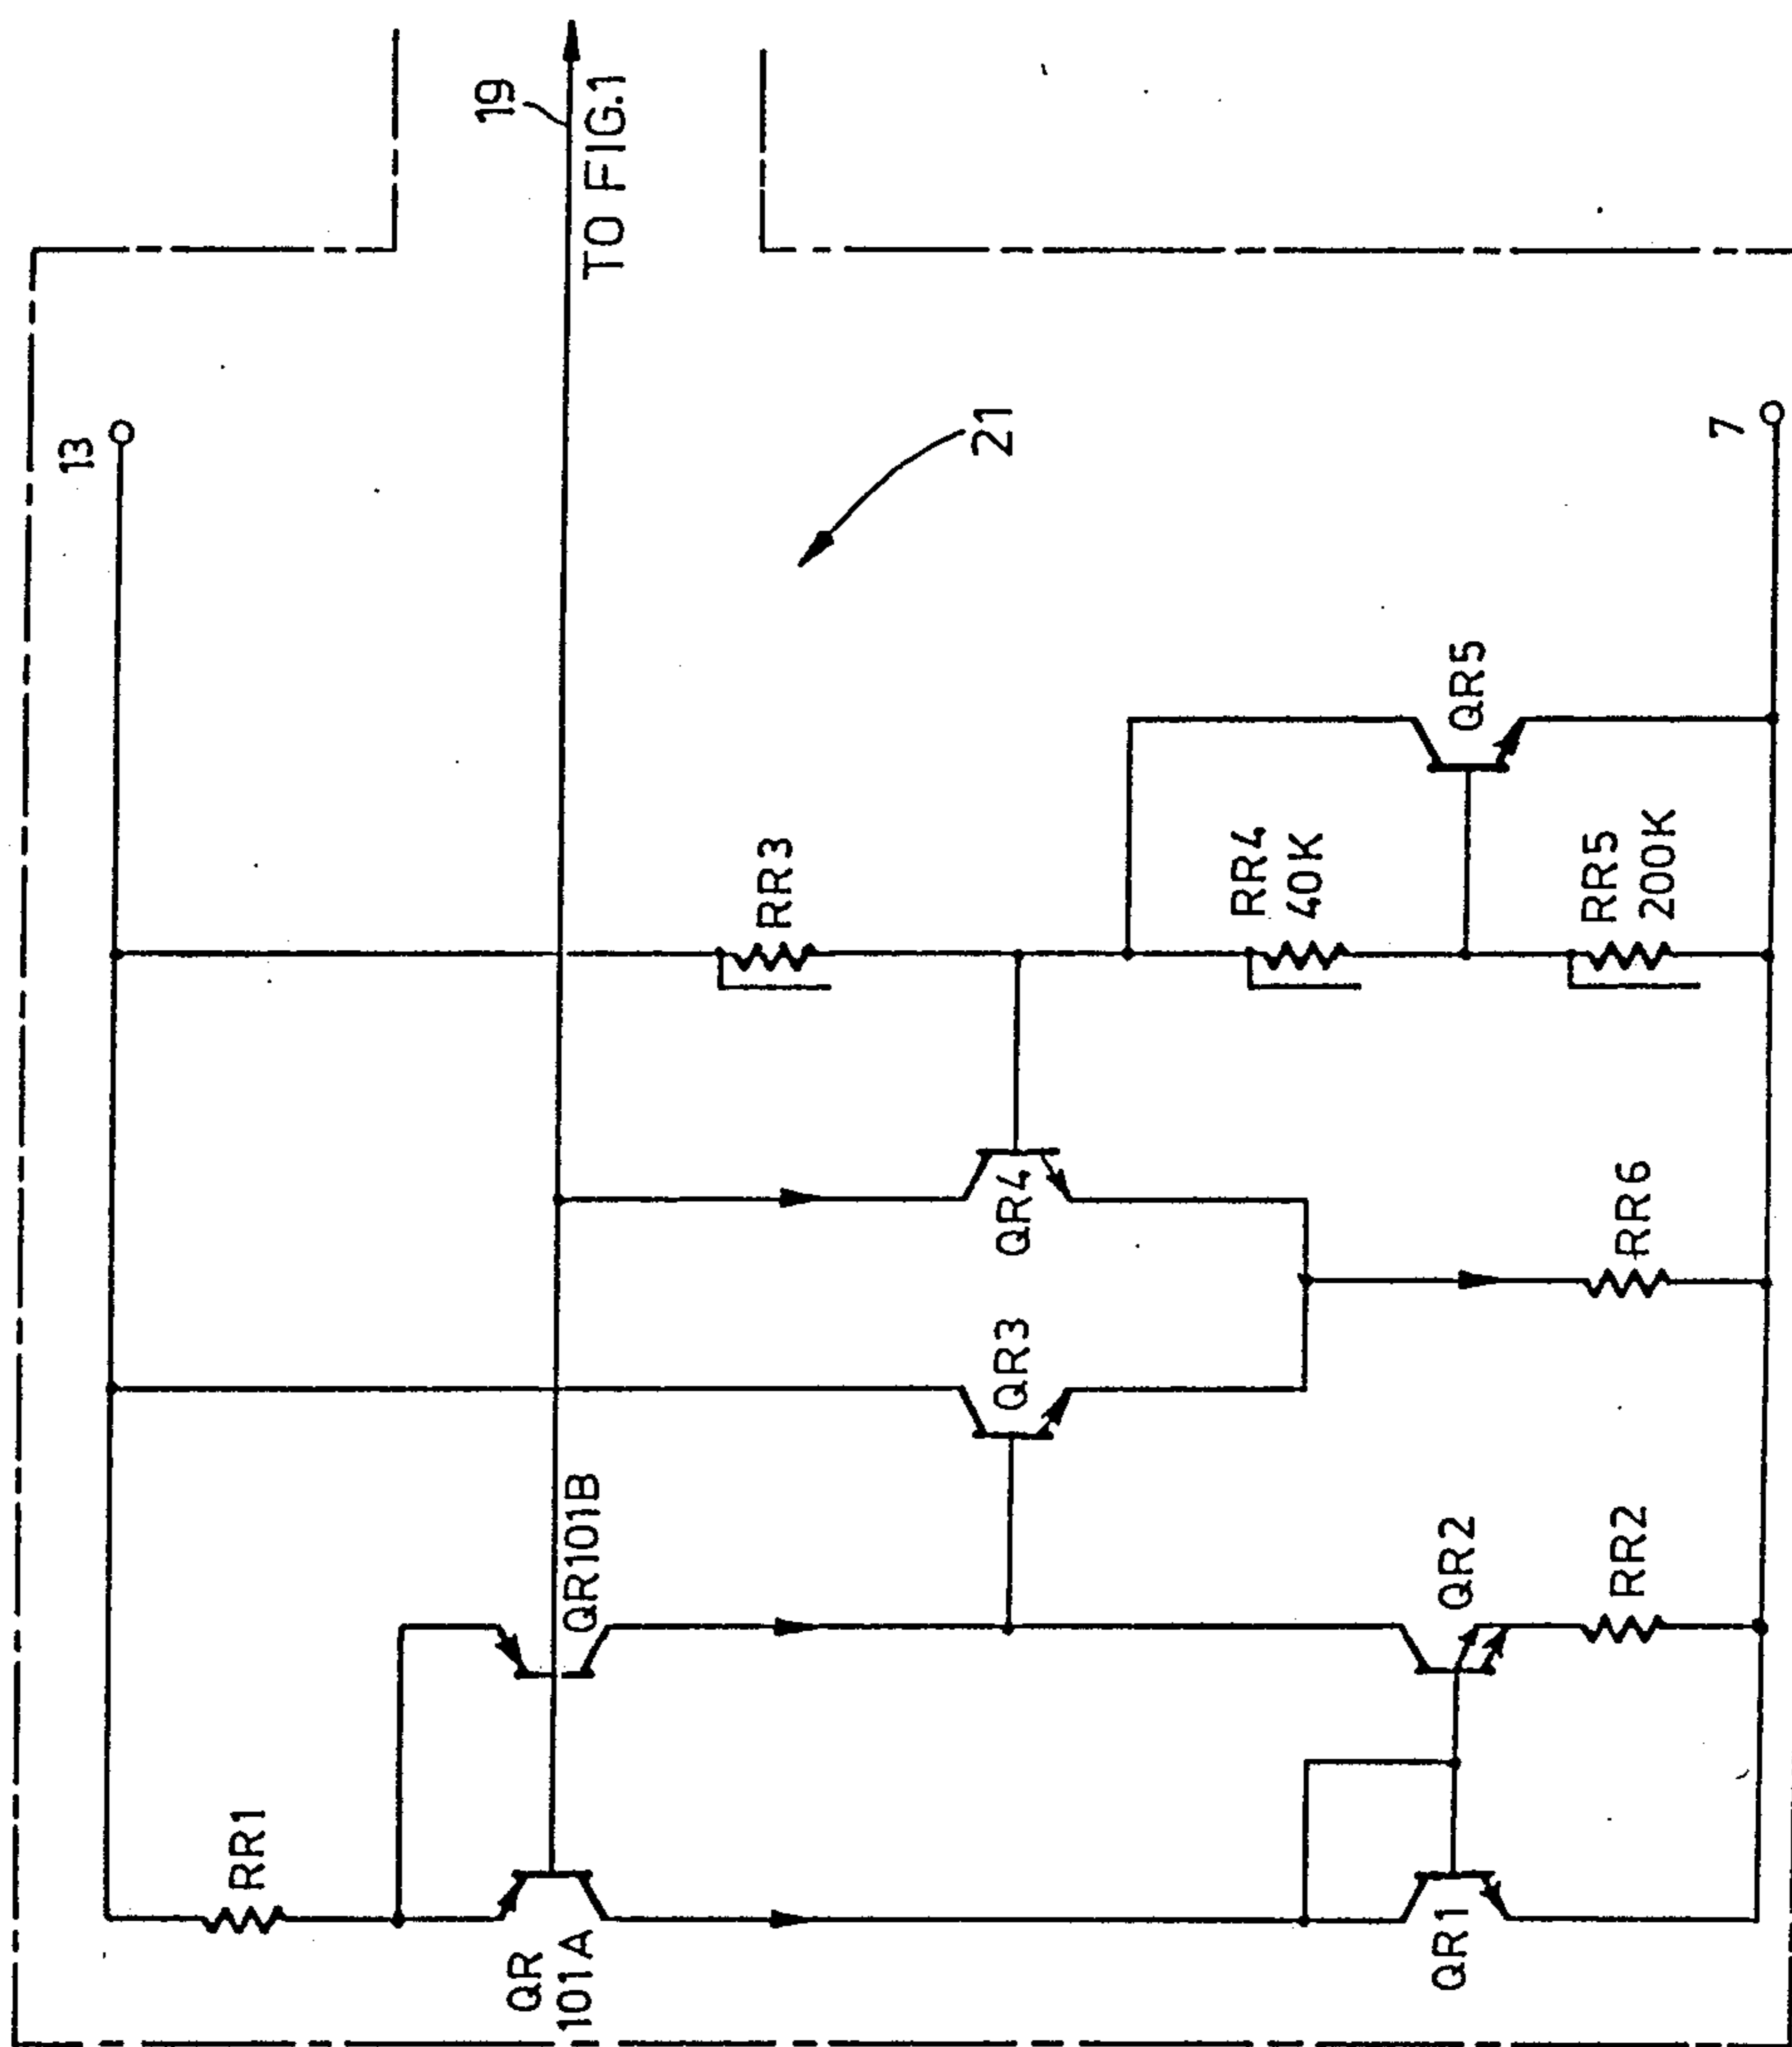 13
19
TO FIG.1
21
7
RR1
QR
101A
QR101B
QR3
QR4
RR3
RR4
40K
QR5
RR5
200K
RR6
QR2
RR2
QR1